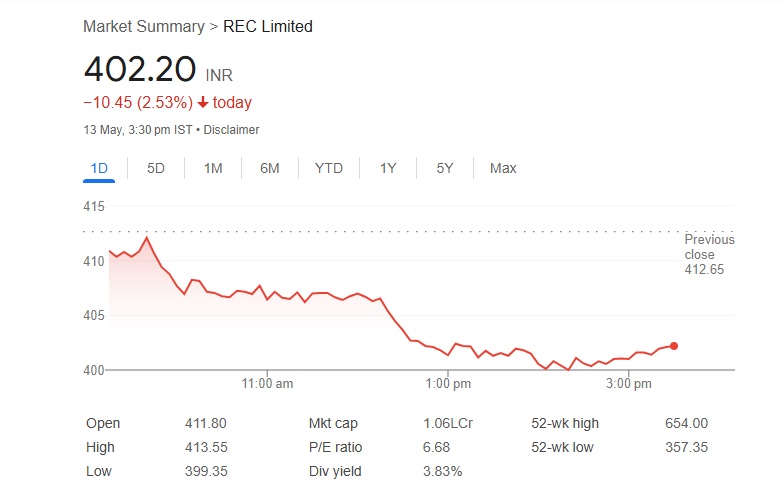 Market Summary > REC Limited
402.20 INR
−10.45 (2.53%) ↓ today
13 May, 3:30 pm IST • Disclaimer
1D 5D 1M 6M YTD 1Y 5Y Max
415
Previous
close
412.65
410
405
400
11:00 am 1:00 pm 3:00 pm
Open 411.80 Mkt cap 1.06LCr 52-wk high 654.00
High 413.55 P/E ratio 6.68 52-wk low 357.35
Low 399.35 Div yield 3.83%